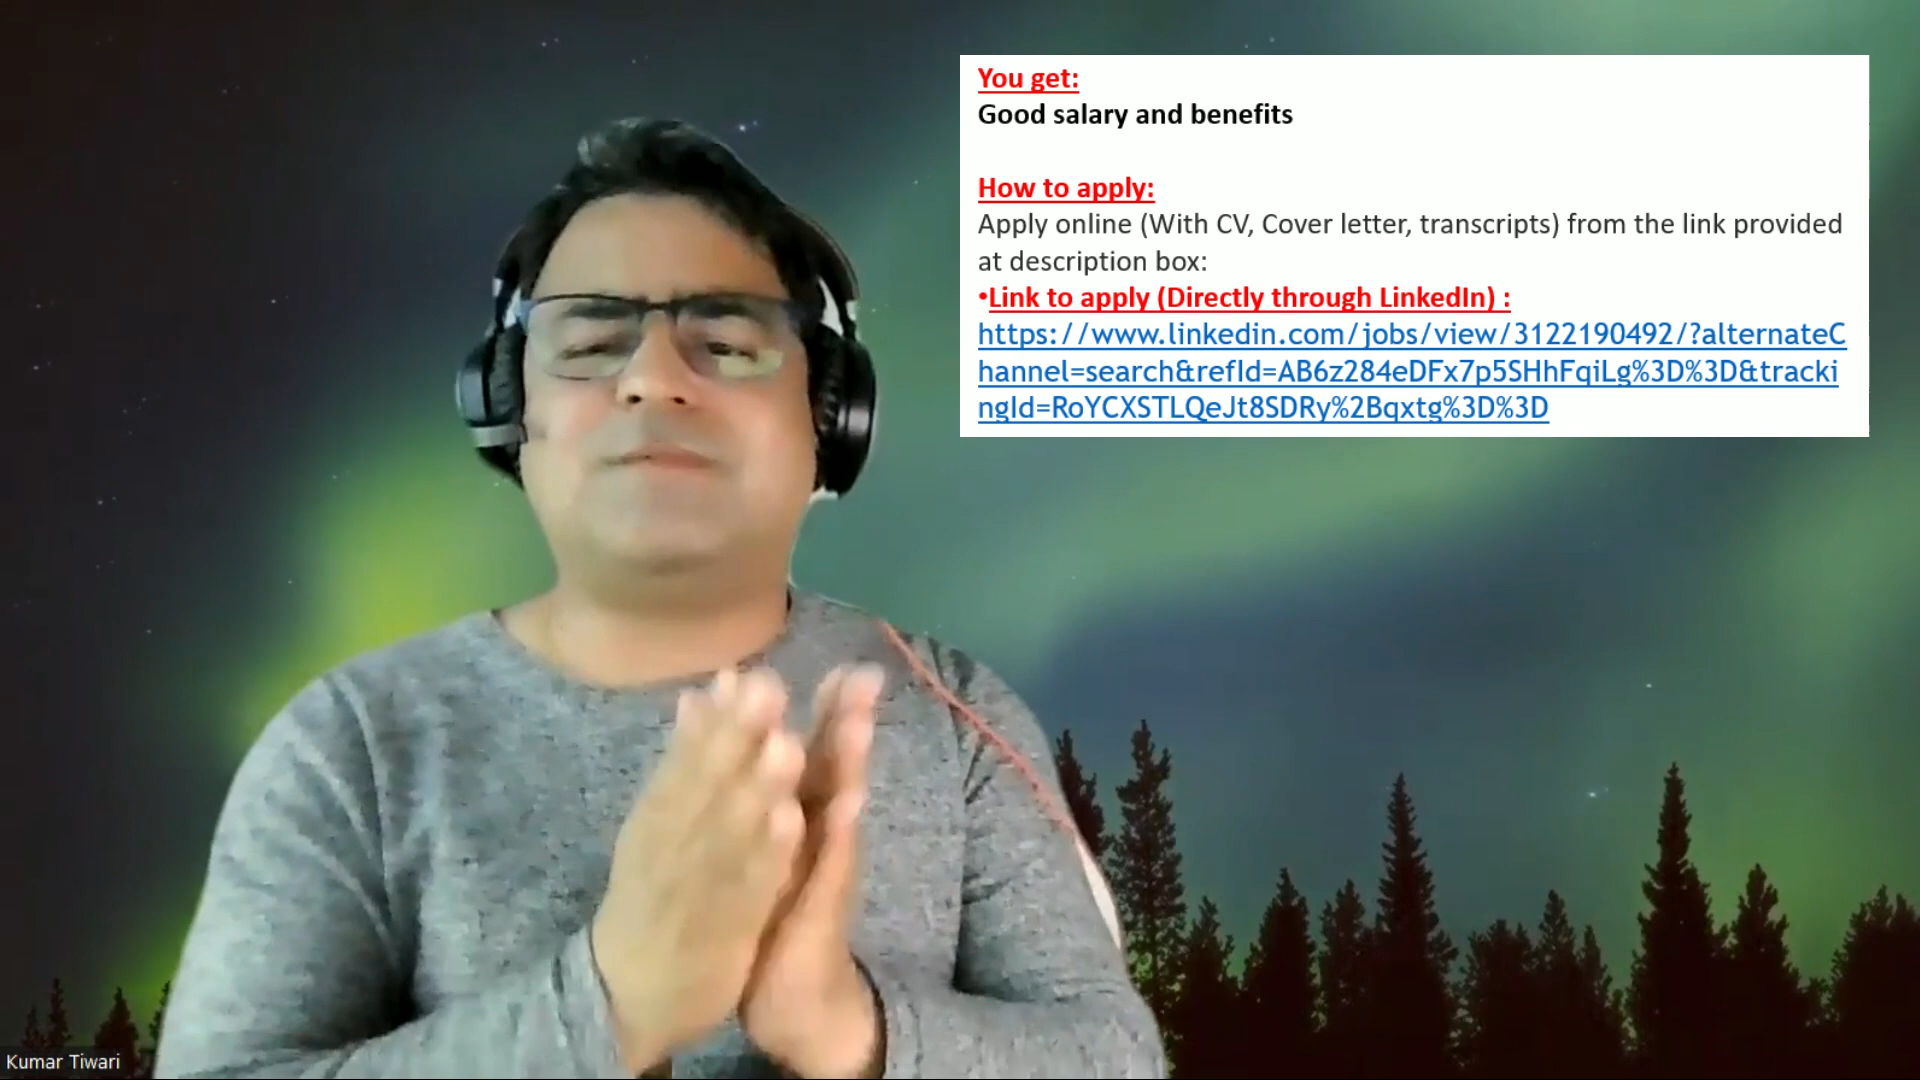 You get:
Good salary and benefits
How to apply:
Apply online (With CV, Cover letter, transcripts) from the link provided
at description box:
•Link to apply (Directly through LinkedIn) :
https://www.linkedin.com/jobs/view/3122190492/?alternateC
hannel=search&refId=AB6z284eDFx7p5SHhFqiLg%3D%3D&tracki
ngId=RoYCXSTLQeJt8SDRy%2Bqxtg%3D%3D
Kumar Tiwari